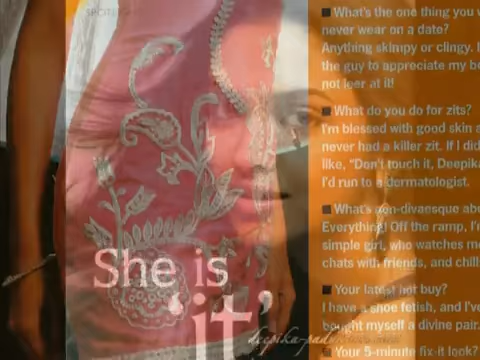 She is
'it'
■ What's the one thing you
never wear on a date?
Anything skimpy or clingy. I
the guy to appreciate my
not leer at it!
■ What do you do for zits?
I'm blessed with good skin
never had a killer zit. If I did
like, "Don't touch it, Deepika
I'd run to a dermatologist.
■ What's
Everything! Off the ramp, I'm
simple girl, who watches
chats with friends, and chill
■ Your latest hot buy?
I have a shoe fetish, and I've
bought myself a divine pair.
■ Your 5-minute fix-it look?